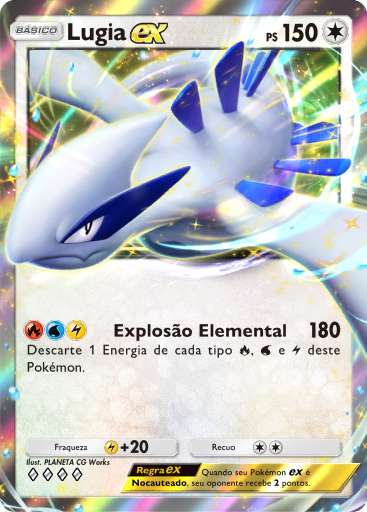 BÁSICO Lugia ex PS 150
Explosão Elemental 180
Descarte 1 Energia de cada tipo , e deste
Pokémon.
Fraqueza +20 Recuo
Ilust. PLANETA CG Works
Regra ex Quando seu Pokémon ex é
Nocauteado, seu oponente recebe 2 pontos.